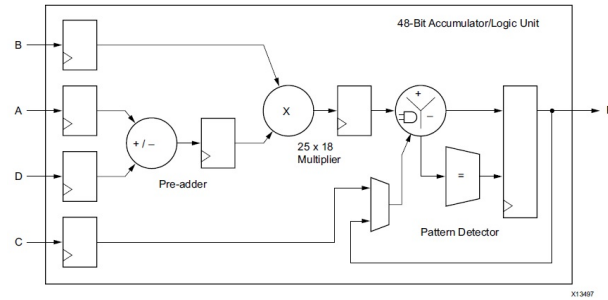 48-Bit Accumulator/Logic Unit
B
A
X
+
–
+ / –
25 x 18
Multiplier
D
Pre-adder
=
C
Pattern Detector
X13497